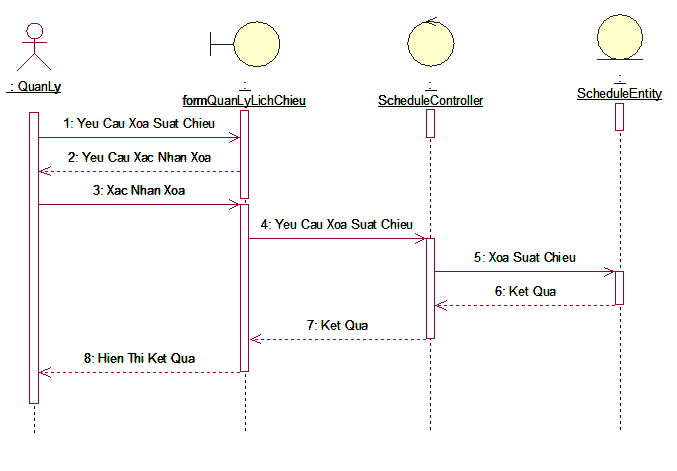 : QuanLy
:
formQuanLyLichChieu
:
ScheduleController
:
ScheduleEntity
1: Yeu Cau Xoa Suat Chieu
2: Yeu Cau Xac Nhan Xoa
3: Xac Nhan Xoa
4: Yeu Cau Xoa Suat Chieu
5: Xoa Suat Chieu
6: Ket Qua
7: Ket Qua
8: Hien Thi Ket Qua